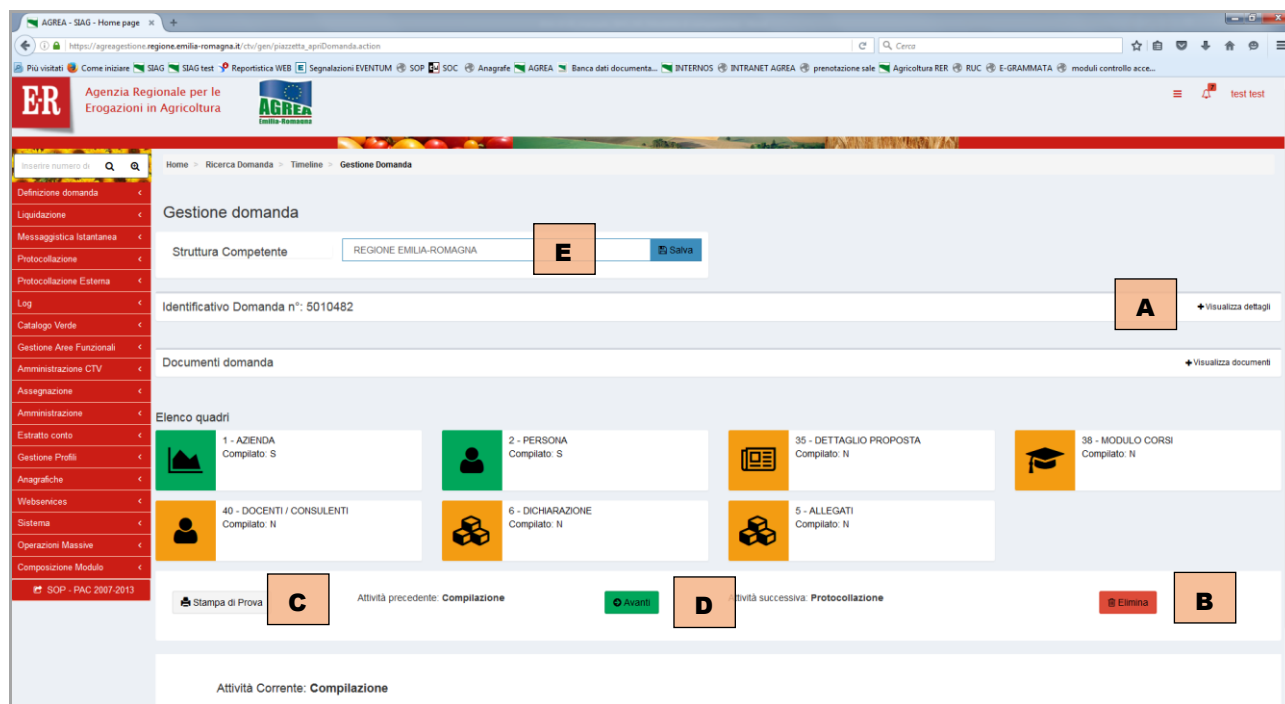 AGREA - SIAG - Home page × +
https://agreagestione.regione.emilia-romagna.it/ctv/gen/piazzetta_apriDomanda.action Cerca
Più visitati Come iniziare SIAG SIAG test Reportistica WEB Segnalazioni EVENTUM SOP SOC Anagrafe AGREA Banca dati documenta... INTERNOS INTRANET AGREA prenotazione sale Agricoltura RER RUC E-GRAMMATA moduli controllo acce...
E·R
Agenzia Regionale per le
Erogazioni in Agricoltura
AGREA
Emilia-Romagna
test test
Inserire numero di
Home > Ricerca Domanda > Timeline > Gestione Domanda
Definizione domanda
Liquidazione
Messaggistica Istantanea
Protocollazione
Protocollazione Esterna
Log
Catalogo Verde
Gestione Aree Funzionali
Amministrazione CTV
Assegnazione
Amministrazione
Estratto conto
Gestione Profili
Anagrafiche
Webservices
Sistema
Operazioni Massive
Composizione Modulo
SOP - PAC 2007-2013
Gestione domanda
Struttura Competente REGIONE EMILIA-ROMAGNA E Salva
Identificativo Domanda n°: 5010482 A +Visualizza dettagli
Documenti domanda +Visualizza documenti
Elenco quadri
1 - AZIENDA
Compilato: S
2 - PERSONA
Compilato: S
35 - DETTAGLIO PROPOSTA
Compilato: N
38 - MODULO CORSI
Compilato: N
40 - DOCENTI / CONSULENTI
Compilato: N
6 - DICHIARAZIONE
Compilato: N
5 - ALLEGATI
Compilato: N
Stampa di Prova C Attività precedente: Compilazione Avanti D ttività successiva: Protocollazione Elimina B
Attività Corrente: Compilazione